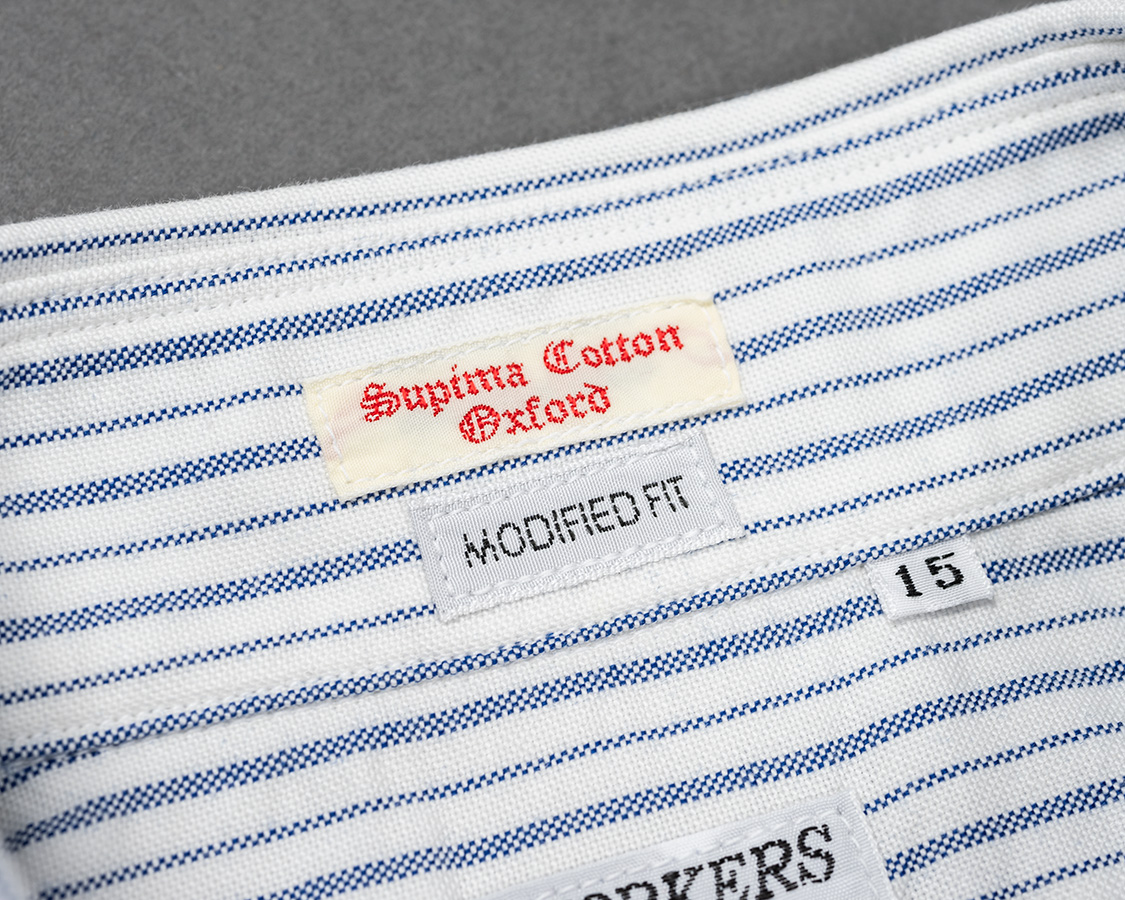 Supima Cotton
Oxford
MODIFIED FIT
15